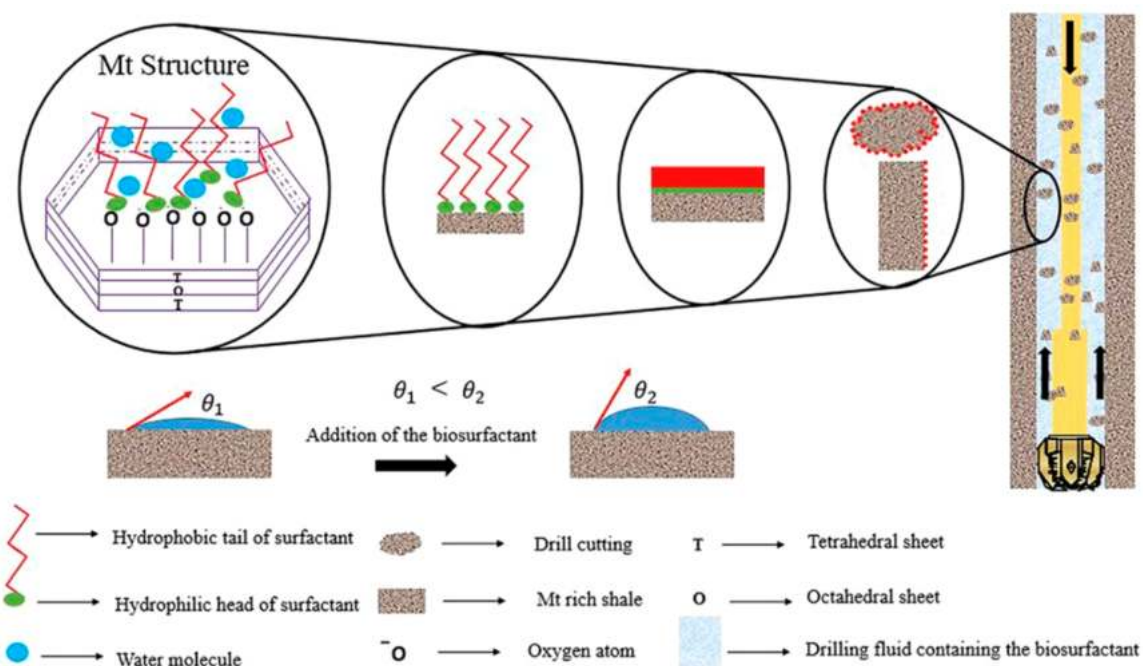 Mt Structure
O O O O O O
T
O
T
θ₁
θ₁ < θ₂
θ₂
Addition of the biosurfactant
Hydrophobic tail of surfactant
Drill cutting
T
Tetrahedral sheet
Hydrophilic head of surfactant
Mt rich shale
O
Octahedral sheet
Water molecule
⁻O
Oxygen atom
Drilling fluid containing the biosurfactant